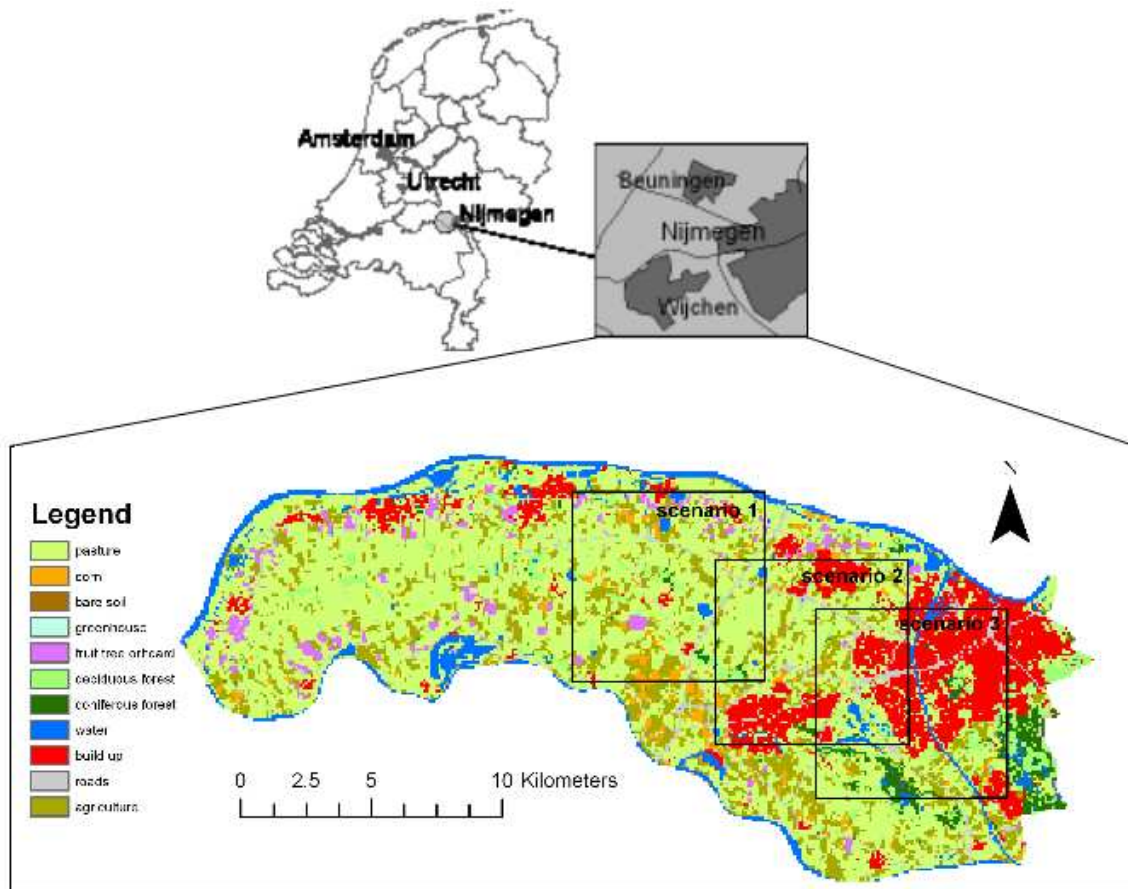 Amsterdam
Utrecht
Nijmegen
Beuningen
Nijmegen
Wijchen
scenario 1
scenario 2
scenario 3
Legend
pasture
corn
bare soil
greenhouse
fruit tree orchard
deciduous forest
coniferous forest
water
build up
roads
agriculture
0 2.5 5 10 Kilometers